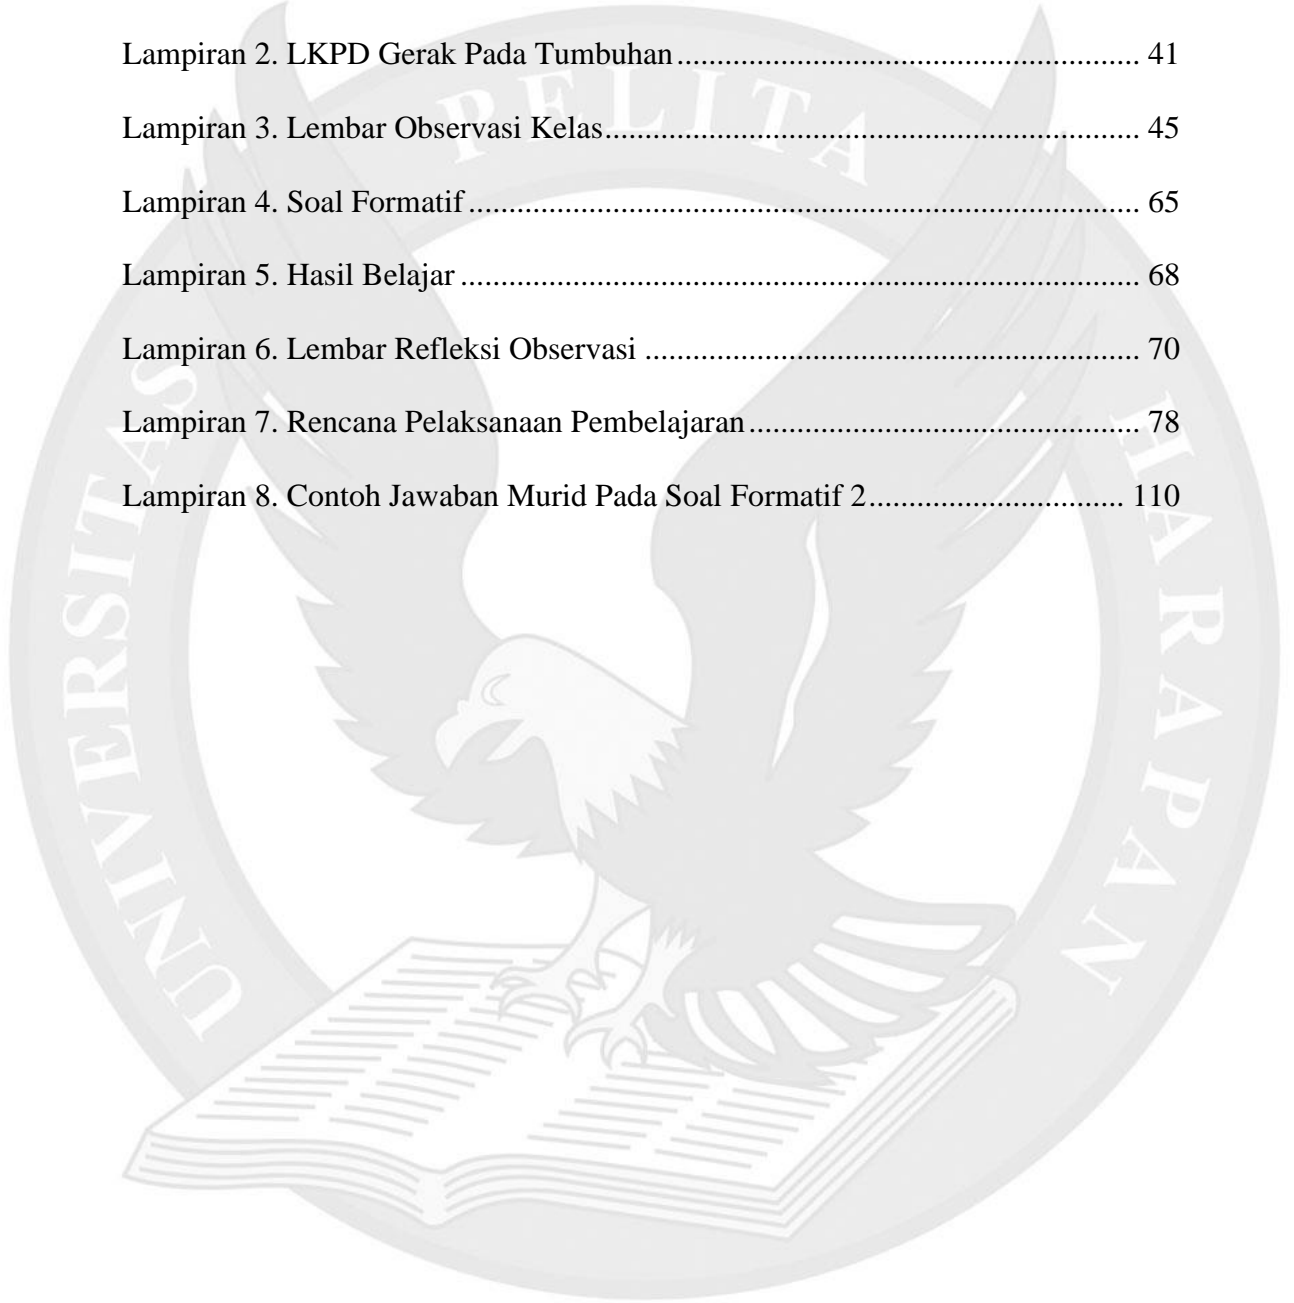 Lampiran 2. LKPD Gerak Pada Tumbuhan.......................................................... 41
Lampiran 3. Lembar Observasi Kelas................................................................... 45
Lampiran 4. Soal Formatif.................................................................................... 65
Lampiran 5. Hasil Belajar..................................................................................... 68
Lampiran 6. Lembar Refleksi Observasi.............................................................. 70
Lampiran 7. Rencana Pelaksanaan Pembelajaran................................................. 78
Lampiran 8. Contoh Jawaban Murid Pada Soal Formatif 2................................ 110
UNIVERSITAS PELITA HARAPAN